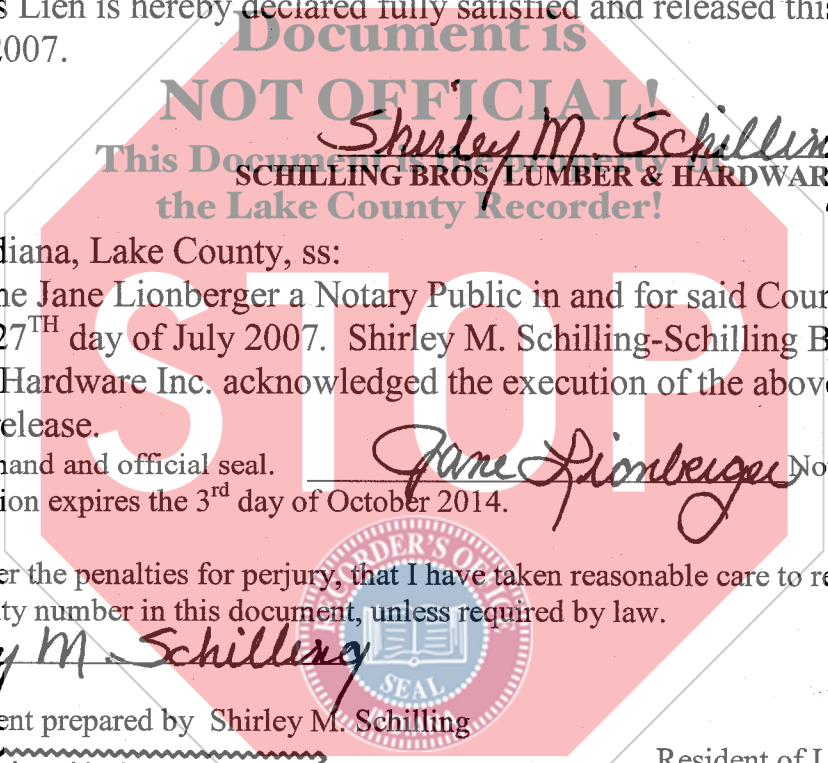 s Lien is hereby declared fully satisfied and released this
2007.
Document is
NOT OFFICIAL!
This Document is the property of
the Lake County Recorder!
Shirley M. Schilling
SCHILLING BROS, LUMBER & HARDWAR
diana, Lake County, ss:
ne Jane Lionberger a Notary Public in and for said Coun
27TH day of July 2007. Shirley M. Schilling-Schilling B
Hardware Inc. acknowledged the execution of the above
elease.
STOP
hand and official seal. Jane Lionberger No
ion expires the 3rd day of October 2014.
er the penalties for perjury, that I have taken reasonable care to re
ty number in this document, unless required by law.
y M. Schilling
RECORDER'S OFFICE
SEAL
INDIANA
ent prepared by Shirley M. Schilling
Resident of L